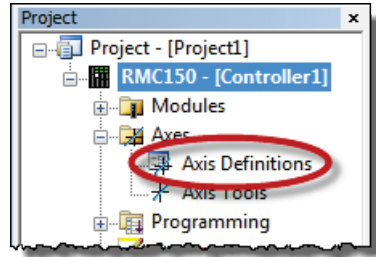 Project
Project - [Project1]
RMC150 - [Controller1]
Modules
Axes
Axis Definitions
Axis Tools
Programming